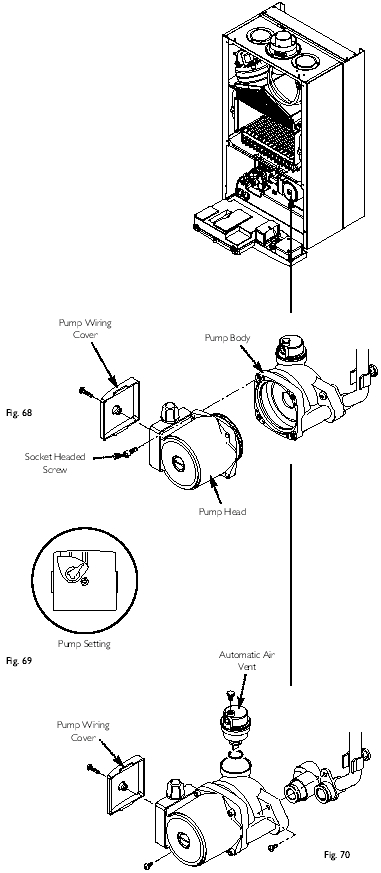 Pump Wiring
Cover
Pump Body
Fig. 68
Socket Headed
Screw
Pump Head
Pump Setting
Fig. 69
Automatic Air
Vent
Pump Wiring
Cover
Fig. 70